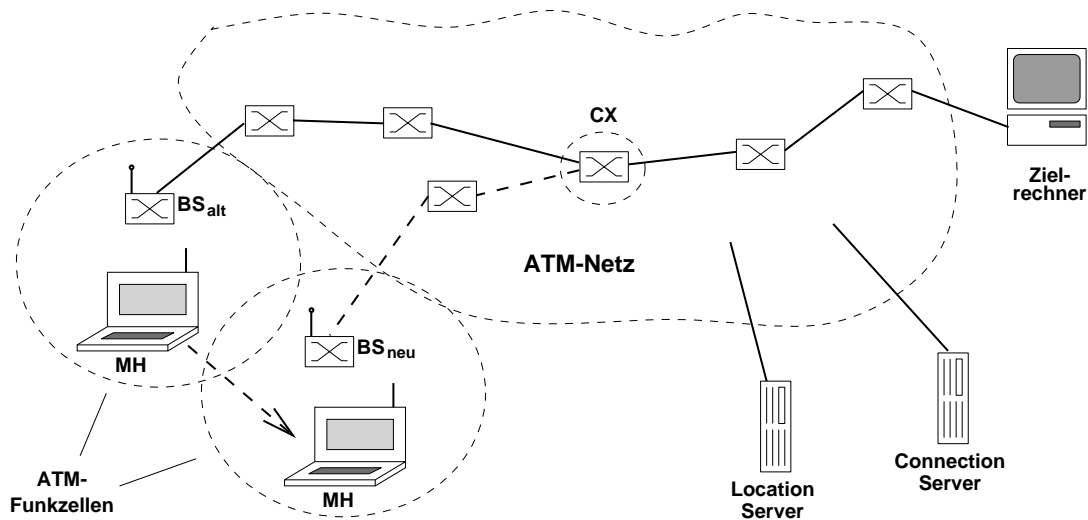 CX
Ziel-
rechner
BSalt
ATM-Netz
MH
BSneu
ATM-
Funkzellen
MH
Location
Server
Connection
Server